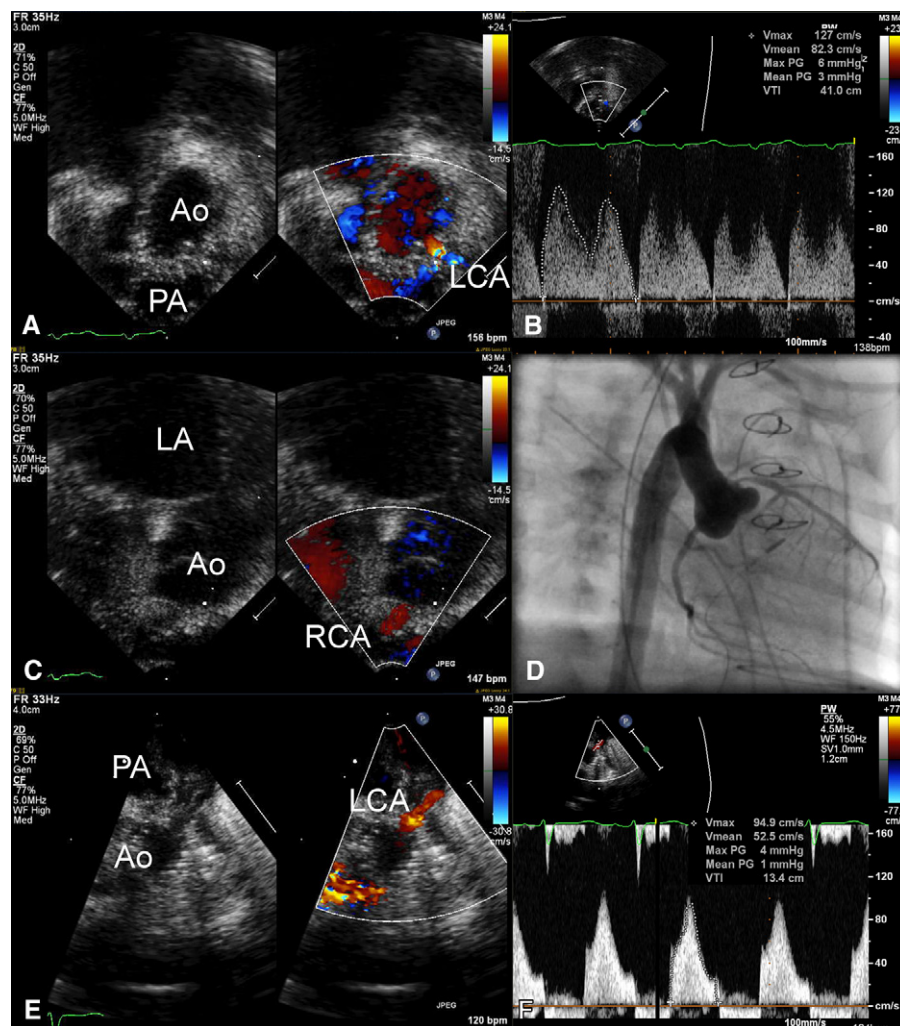 FR 35Hz
3.0cm
2D
71%
C 50
P Off
Gen
CF
77%
5.0MHz
WF High
Med
M3 M4
+24.1
-14.5
cm/s
Ao
PA
LCA
A
JPEG
156 bpm
PW
M3 M4
+23
-23
Vmax 127 cm/s
Vmean 82.3 cm/s
Max PG 6 mmHg
Mean PG 3 mmHg
VTI 41.0 cm
160
120
80
40
cm/s
-40
B
100mm/s
138bpm
FR 35Hz
3.0cm
2D
70%
C 50
P Off
Gen
CF
77%
5.0MHz
WF High
Med
M3 M4
+24.1
-14.5
cm/s
LA
Ao
RCA
C
JPEG
147 bpm
D
FR 33Hz
4.0cm
2D
69%
C 50
P Off
Gen
CF
77%
5.0MHz
WF High
Med
M3 M4
+30.8
-30.8
cm/s
PA
Ao
LCA
E
JPEG
120 bpm
M3 M4
+77
-77
cm/
PW
55%
4.5MHz
WF 150Hz
SV1.0mm
1.2cm
Vmax 94.9 cm/s
Vmean 52.5 cm/s
Max PG 4 mmHg
Mean PG 1 mmHg
VTI 13.4 cm
160
120
80
40
cm/s
F
100mm/s